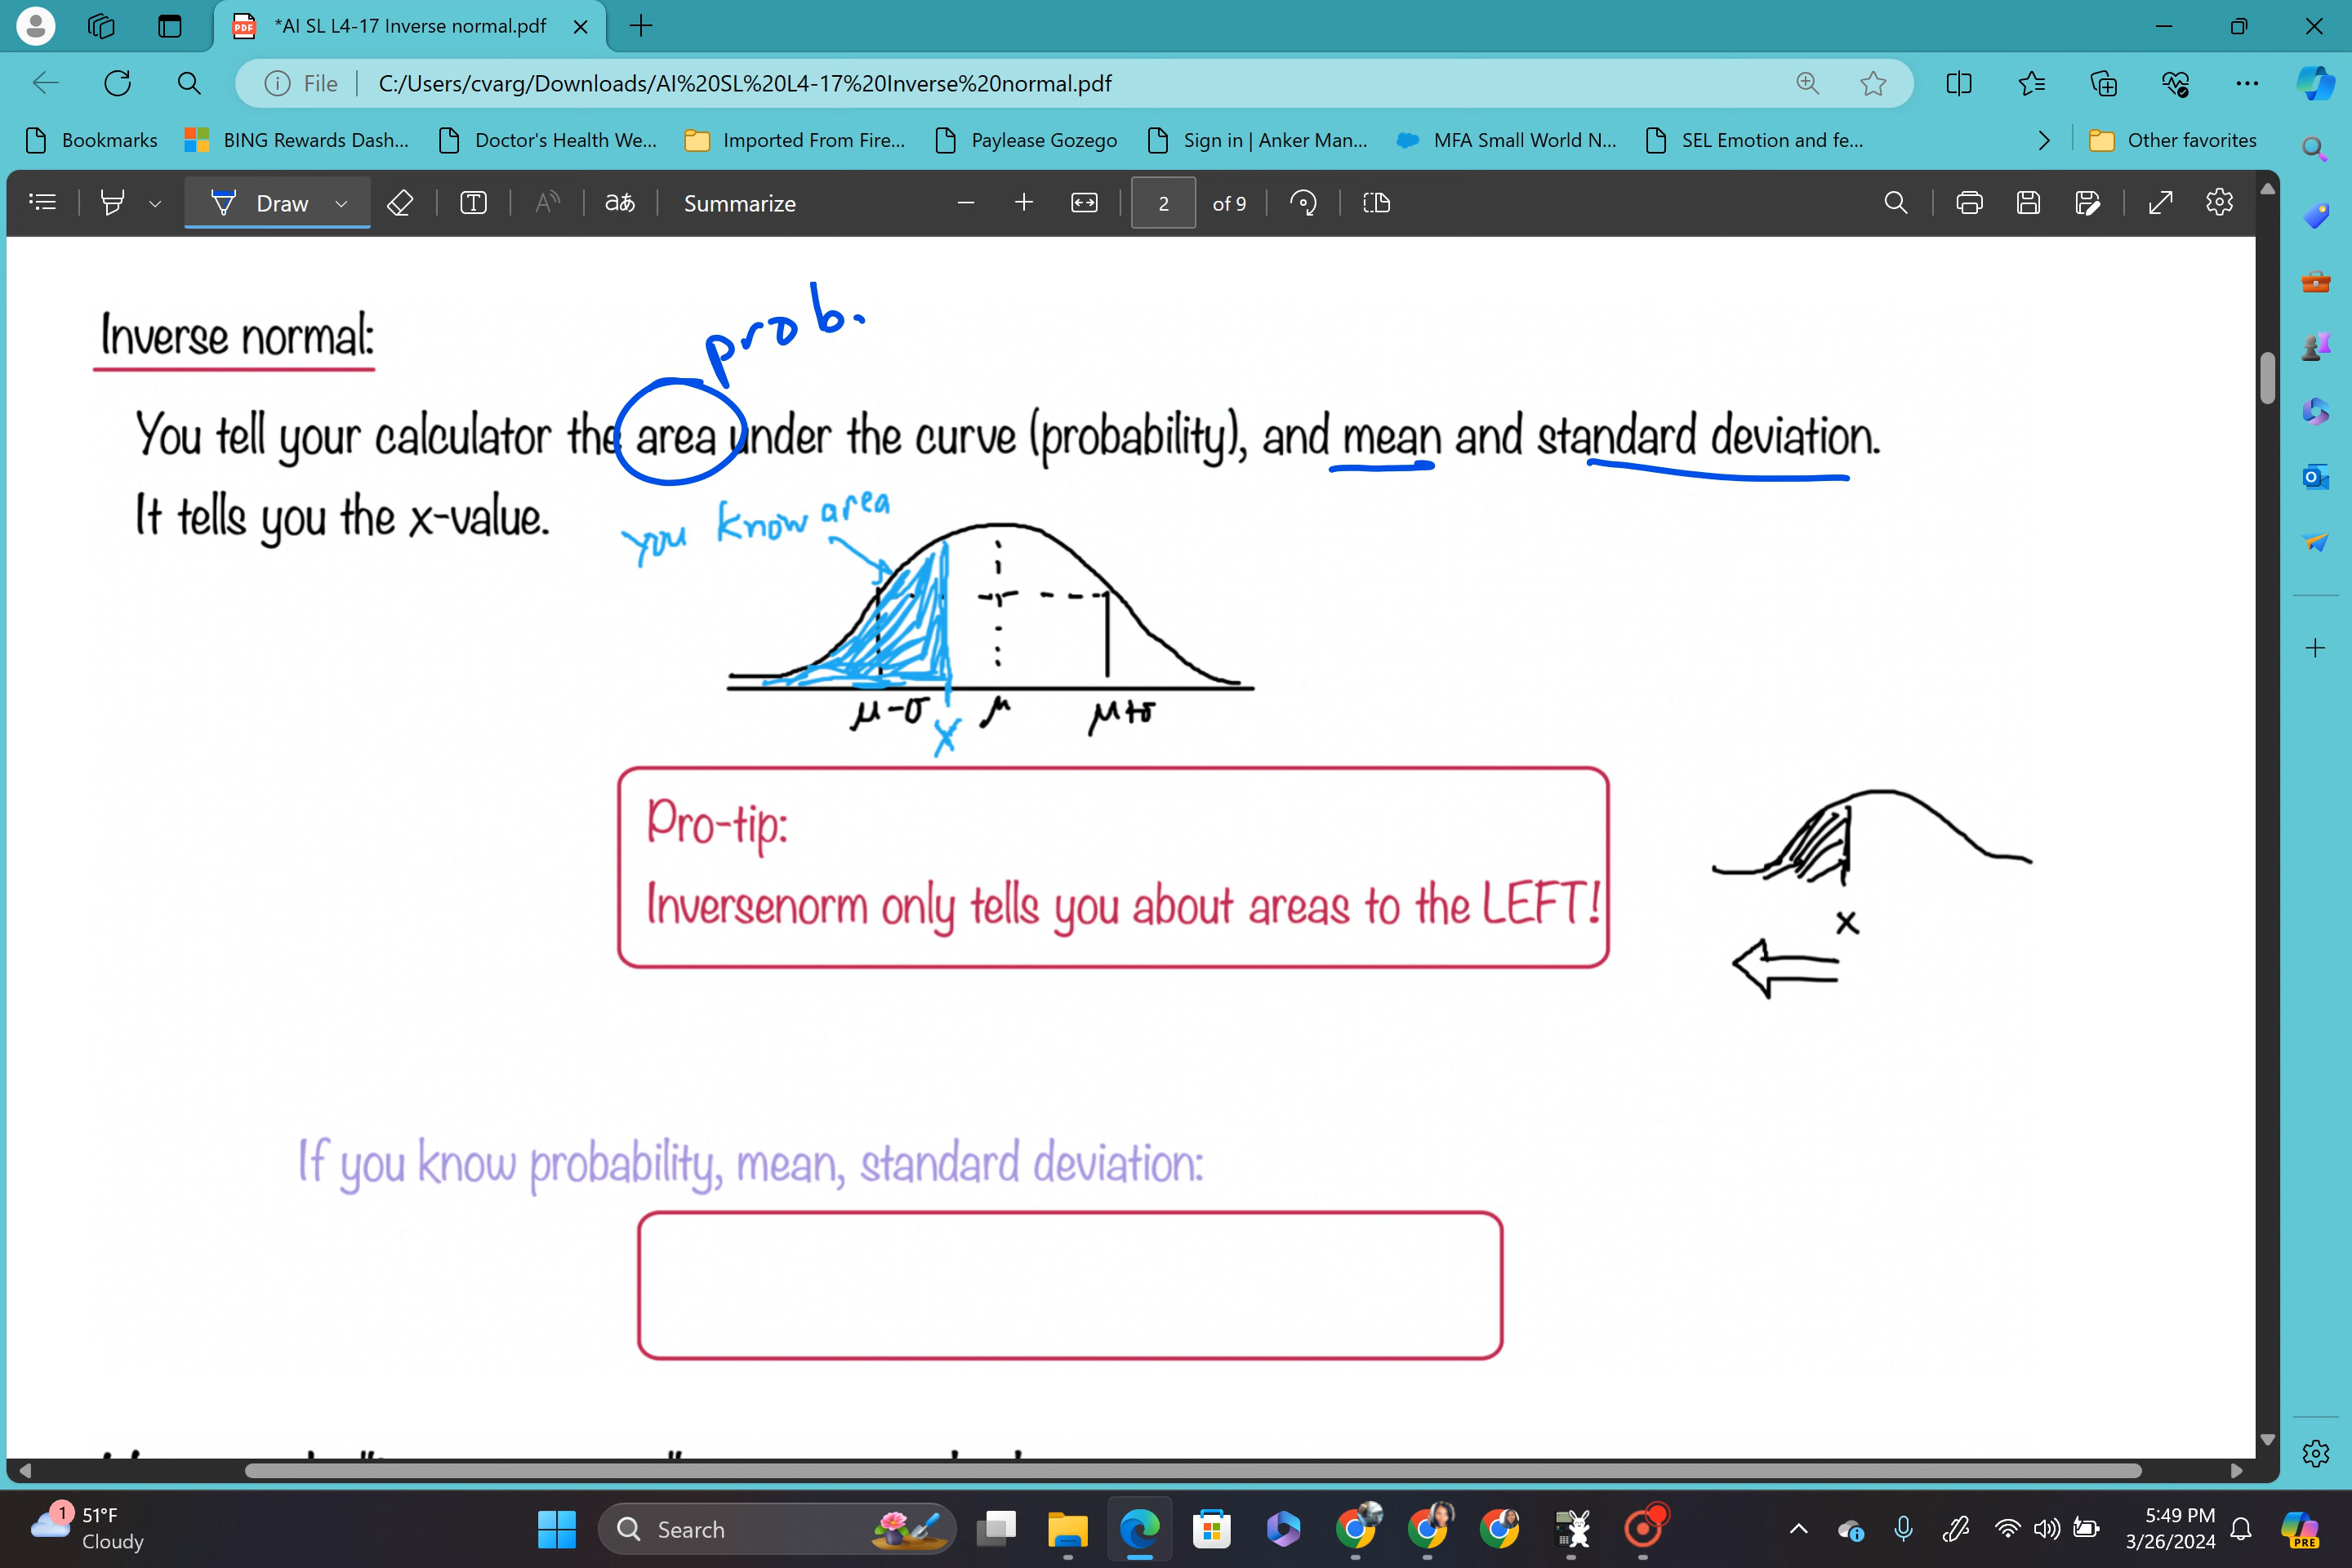 *AI SL L4-17 Inverse normal.pdf
File C:/Users/cvarg/Downloads/AI%20SL%20L4-17%20Inverse%20normal.pdf
Bookmarks BING Rewards Dash... Doctor's Health We... Imported From Fire... Paylease Gozego Sign in | Anker Man... MFA Small World N... SEL Emotion and fe... Other favorites
Draw Summarize 2 of 9
prob.
Inverse normal:
You tell your calculator the area under the curve (probability), and mean and standard deviation.
It tells you the x-value.
you know area
μ-σ x μ μ+σ
Pro-tip:
Inversenorm only tells you about areas to the LEFT!
x
If you know probability, mean, standard deviation:
1 51°F
Cloudy
Search
5:49 PM
3/26/2024
PRE